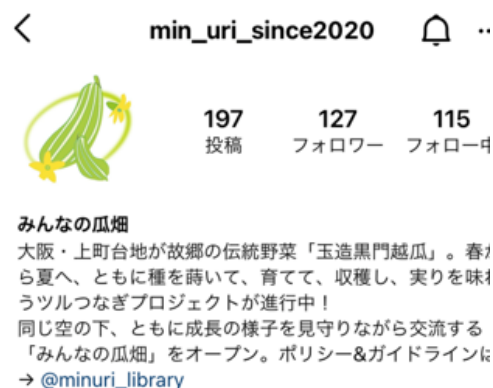 min_uri_since2020
197 127 115
投稿 フォロワー フォロー中
みんなの瓜畑
大阪・上町台地が故郷の伝統野菜「玉造黒門越瓜」。春か
ら夏へ、ともに種を蒔いて、育てて、収穫し、実りを味わ
うツルつなぎプロジェクトが進行中！
同じ空の下、ともに成長の様子を見守りながら交流する
「みんなの瓜畑」をオープン。ポリシー&ガイドラインは
→ @minuri_library